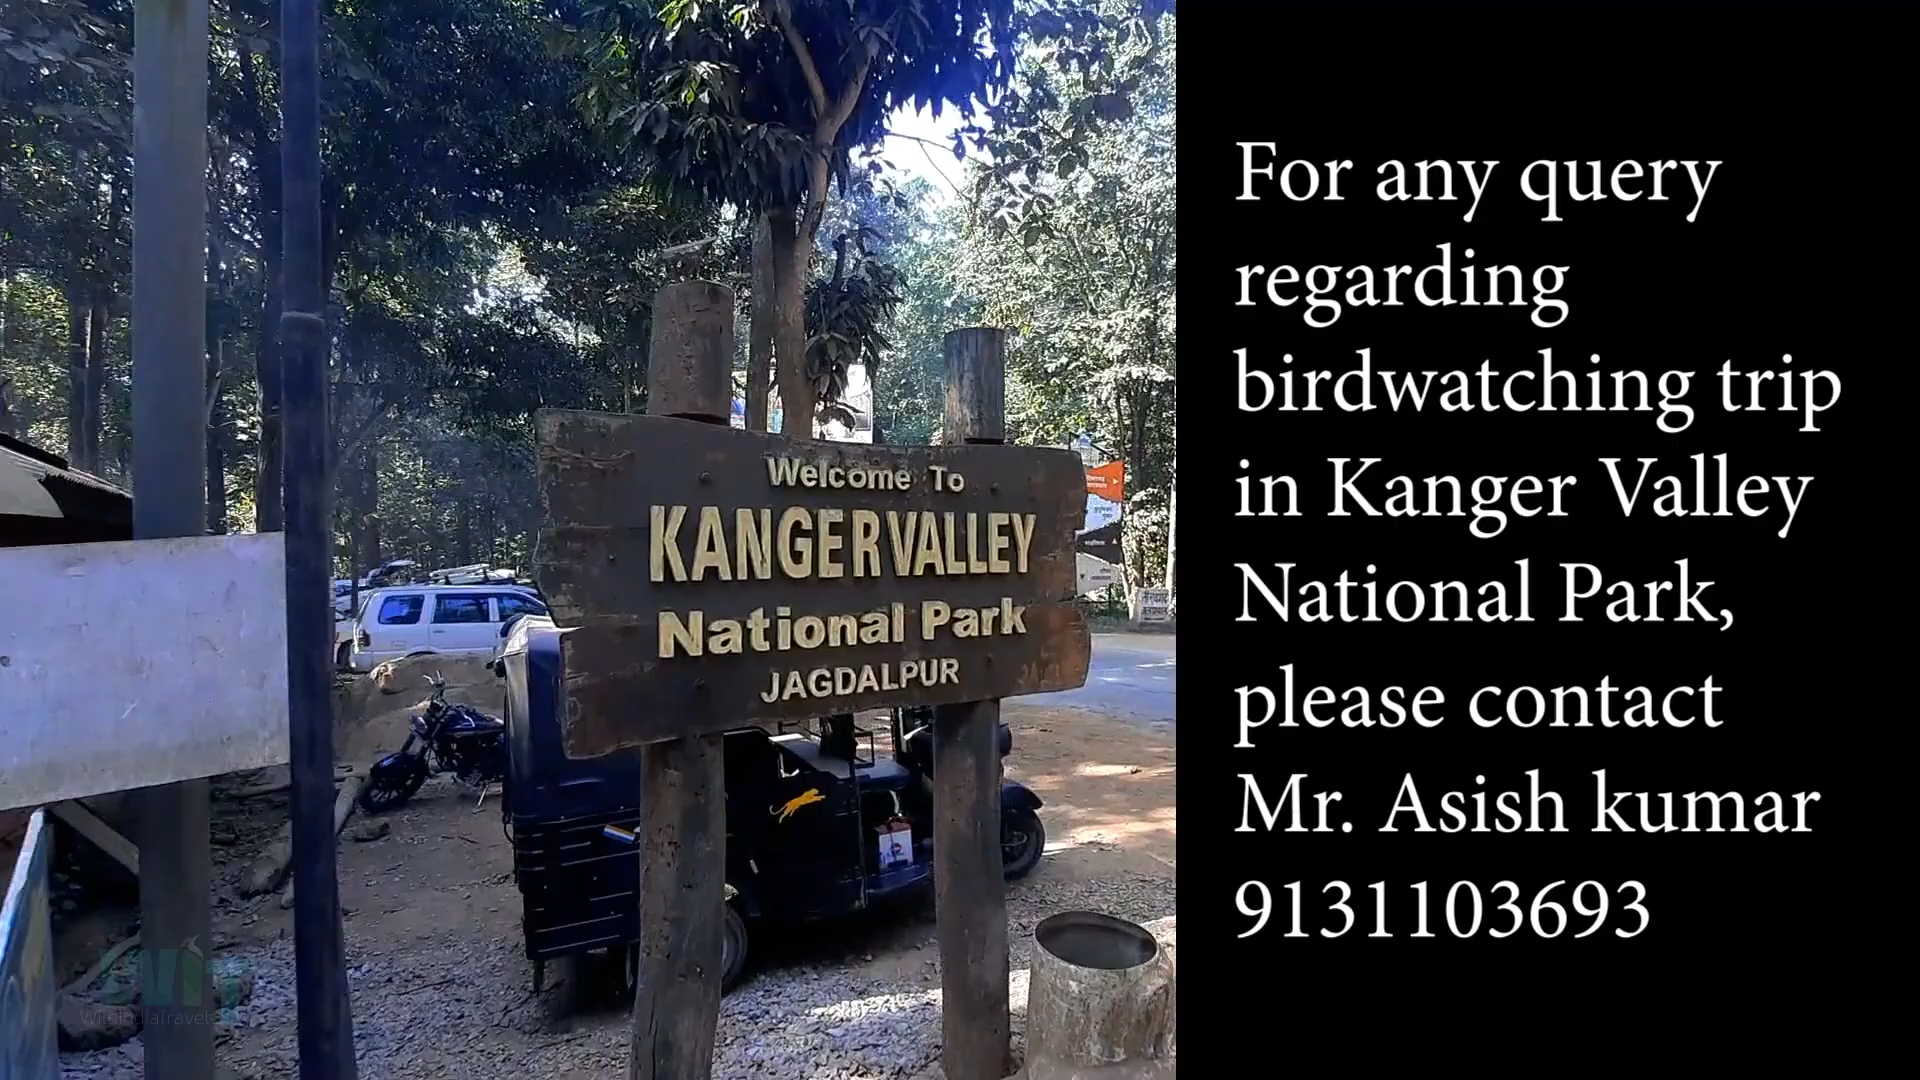 Welcome To
KANGER VALLEY
National Park
JAGDALPUR
For any query
regarding
birdwatching trip
in Kanger Valley
National Park,
please contact
Mr. Asish kumar
9131103693